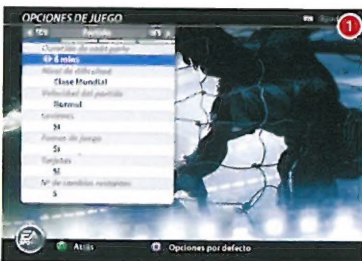 OPCIONES DE JUEGO
1
Partido
Duración de cada parte
6 mins
Nivel de dificultad
Clase Mundial
Velocidad del partido
Normal
Lesiones
Sí
Fueras de juego
Sí
Tarjetas
Sí
Nº de cambios restantes
5
EA
Atrás
Opciones por defecto